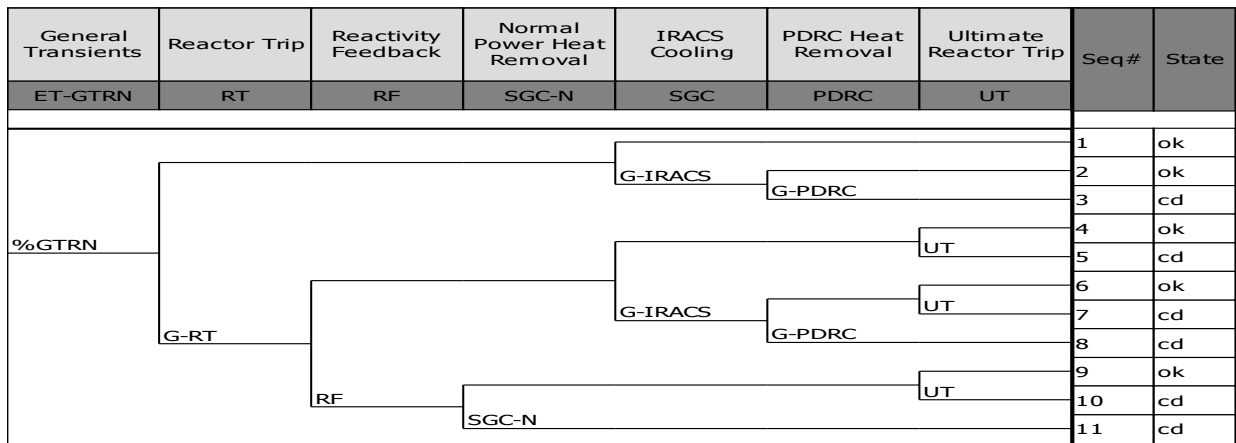 General Transients
Reactor Trip
Reactivity Feedback
Normal Power Heat Removal
IRACS Cooling
PDRC Heat Removal
Ultimate Reactor Trip
Seq#
State
ET-GTRN
RT
RF
SGC-N
SGC
PDRC
UT
1 ok
G-IRACS
2 ok
G-PDRC
3 cd
%GTRN
4 ok
UT
5 cd
6 ok
G-IRACS
UT
7 cd
G-RT
G-PDRC
8 cd
9 ok
RF
UT
10 cd
SGC-N
11 cd